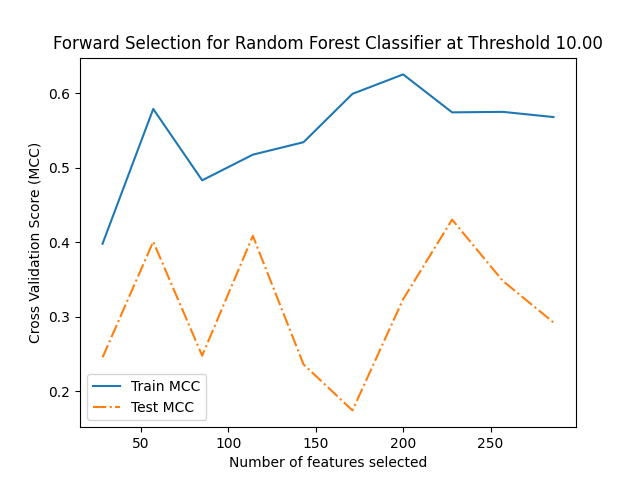 Forward Selection for Random Forest Classifier at Threshold 10.00
Cross Validation Score (MCC)
0.6
0.5
0.4
0.3
0.2
Train MCC
Test MCC
50
100
150
200
250
Number of features selected